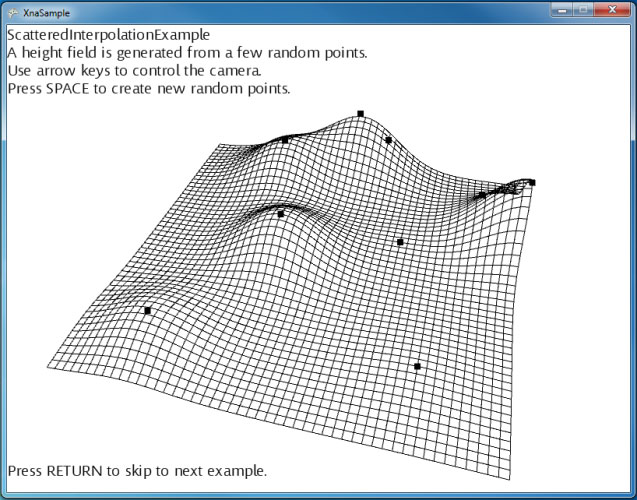 XnaSample
ScatteredInterpolationExample
A height field is generated from a few random points.
Use arrow keys to control the camera.
Press SPACE to create new random points.
Press RETURN to skip to next example.